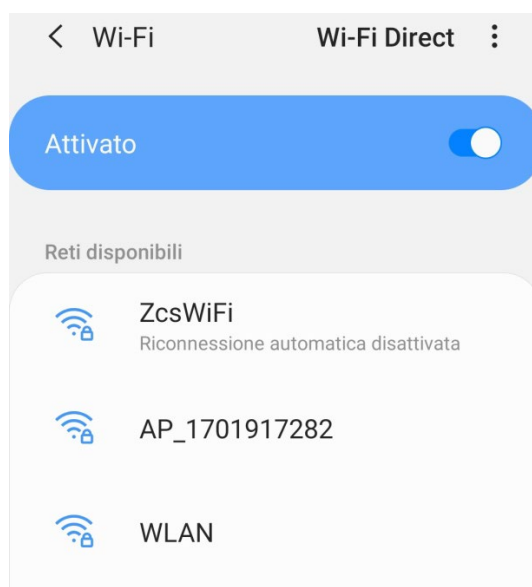 Wi-Fi Wi-Fi Direct
Attivato
Reti disponibili
ZcsWiFi
Riconnessione automatica disattivata
AP_1701917282
WLAN